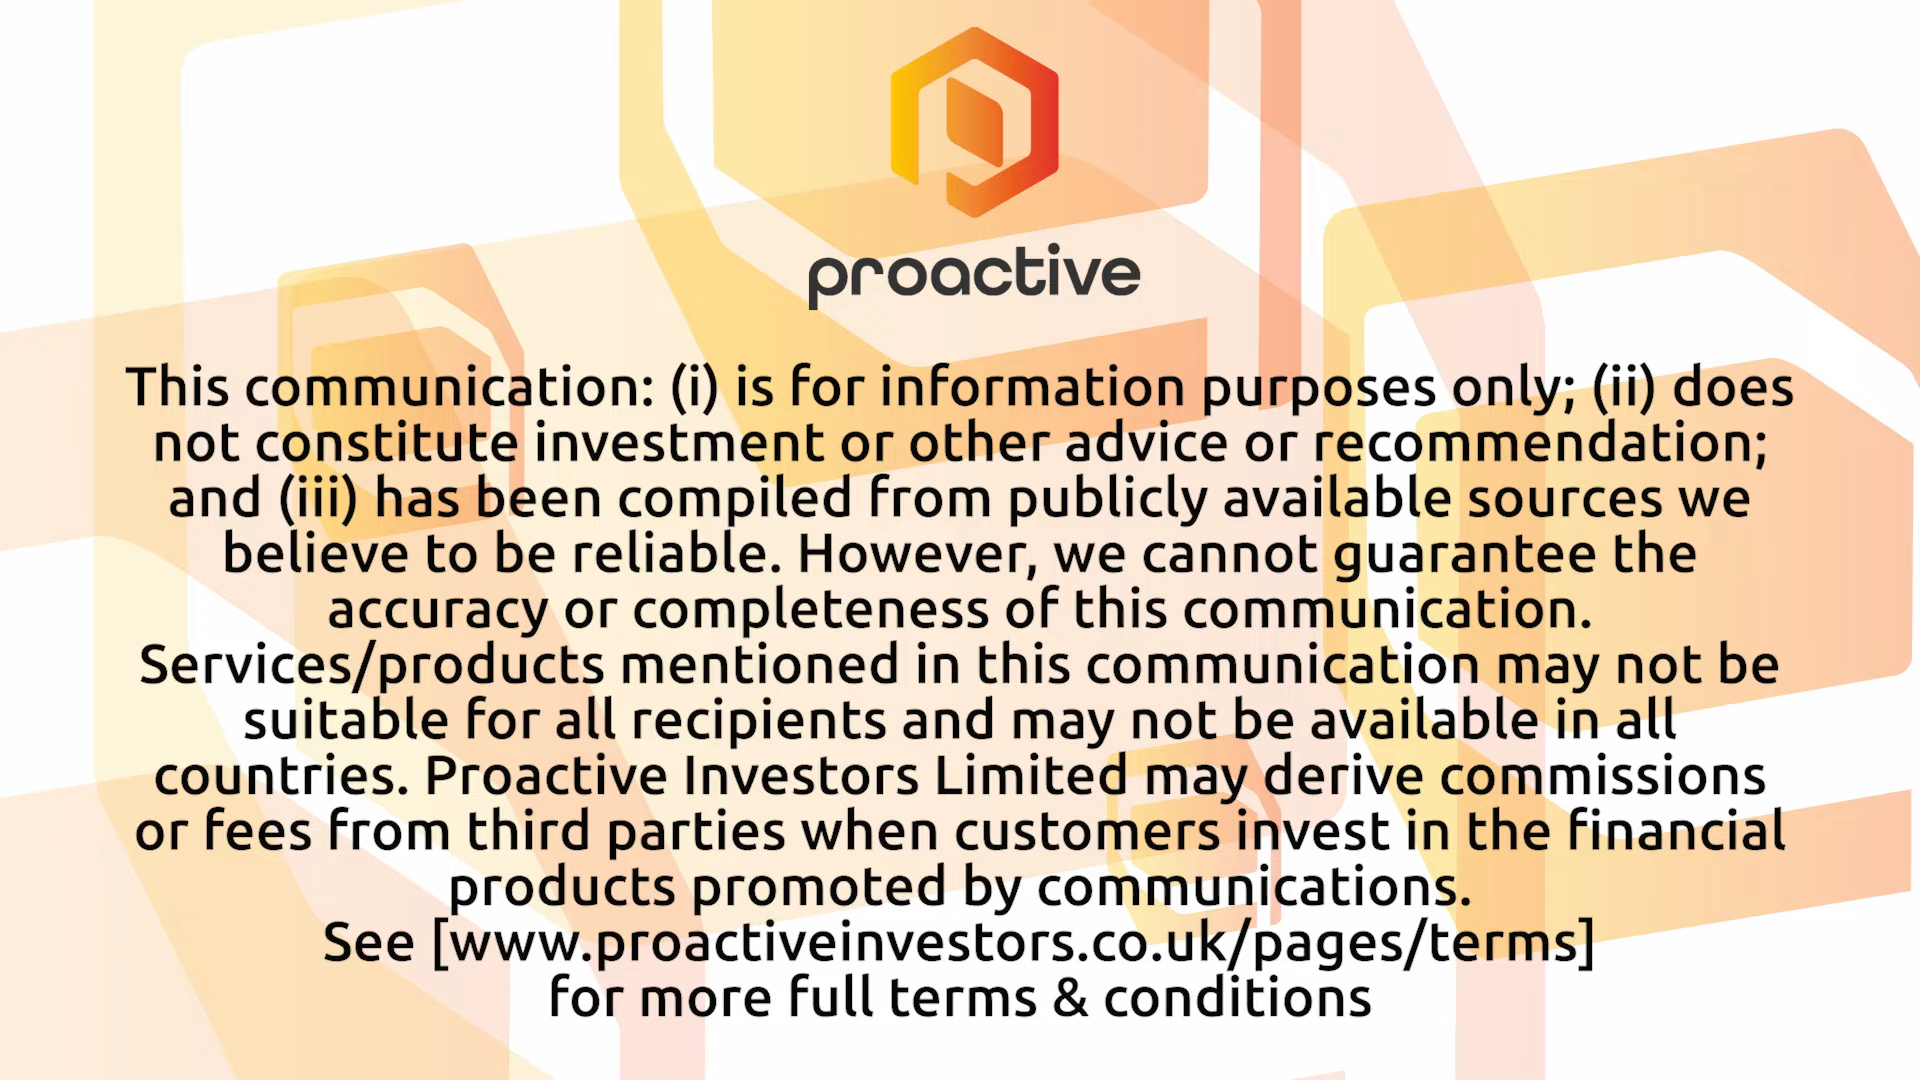 proactive
This communication: (i) is for information purposes only; (ii) does
not constitute investment or other advice or recommendation;
and (iii) has been compiled from publicly available sources we
believe to be reliable. However, we cannot guarantee the
accuracy or completeness of this communication.
Services/products mentioned in this communication may not be
suitable for all recipients and may not be available in all
countries. Proactive Investors Limited may derive commissions
or fees from third parties when customers invest in the financial
products promoted by communications.
See [www.proactiveinvestors.co.uk/pages/terms]
for more full terms & conditions